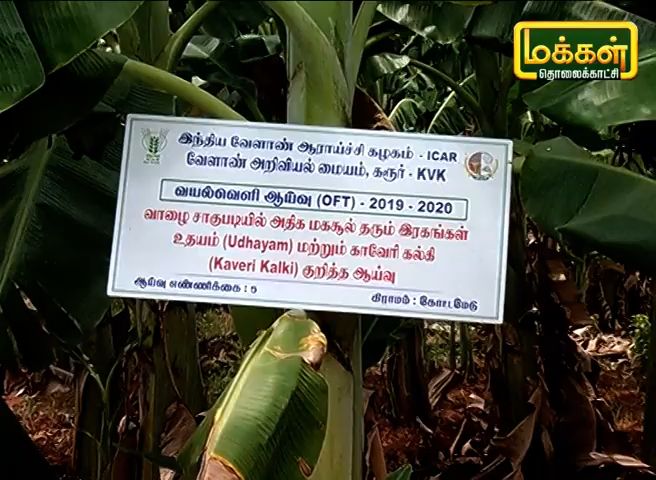 மக்கள்
தொலைக்காட்சி
இந்திய வேளாண் ஆராய்ச்சி கழகம் - ICAR
வேளாண் அறிவியல் மையம், கரூர் - KVK
வயல்வெளி ஆய்வு (OFT) - 2019 - 2020
வாழை சாகுபடியில் அதிக மகசூல் தரும் இரகங்கள்
உதயம் (Udhayam) மற்றும் காவேரி கல்கி
(Kaveri Kalki) குறித்த ஆய்வு
ஆய்வு எண்ணிக்கை : 5
கிராமம் : கோட்டமேடு